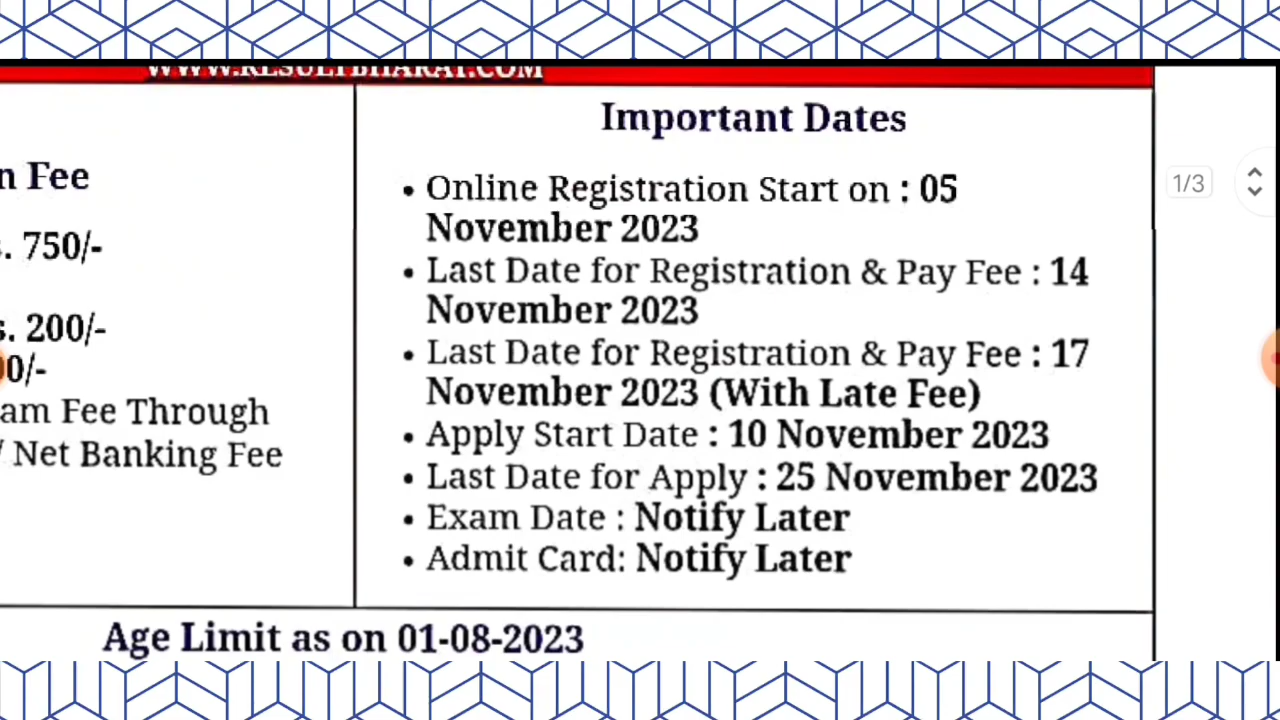 WWW.RESULTBHARAT.COM
n Fee
s. 750/-
s. 200/-
0/-
am Fee Through
/ Net Banking Fee
Important Dates
• Online Registration Start on : 05
November 2023
• Last Date for Registration & Pay Fee : 14
November 2023
• Last Date for Registration & Pay Fee : 17
November 2023 (With Late Fee)
• Apply Start Date : 10 November 2023
• Last Date for Apply : 25 November 2023
• Exam Date : Notify Later
• Admit Card: Notify Later
1/3
Age Limit as on 01-08-2023